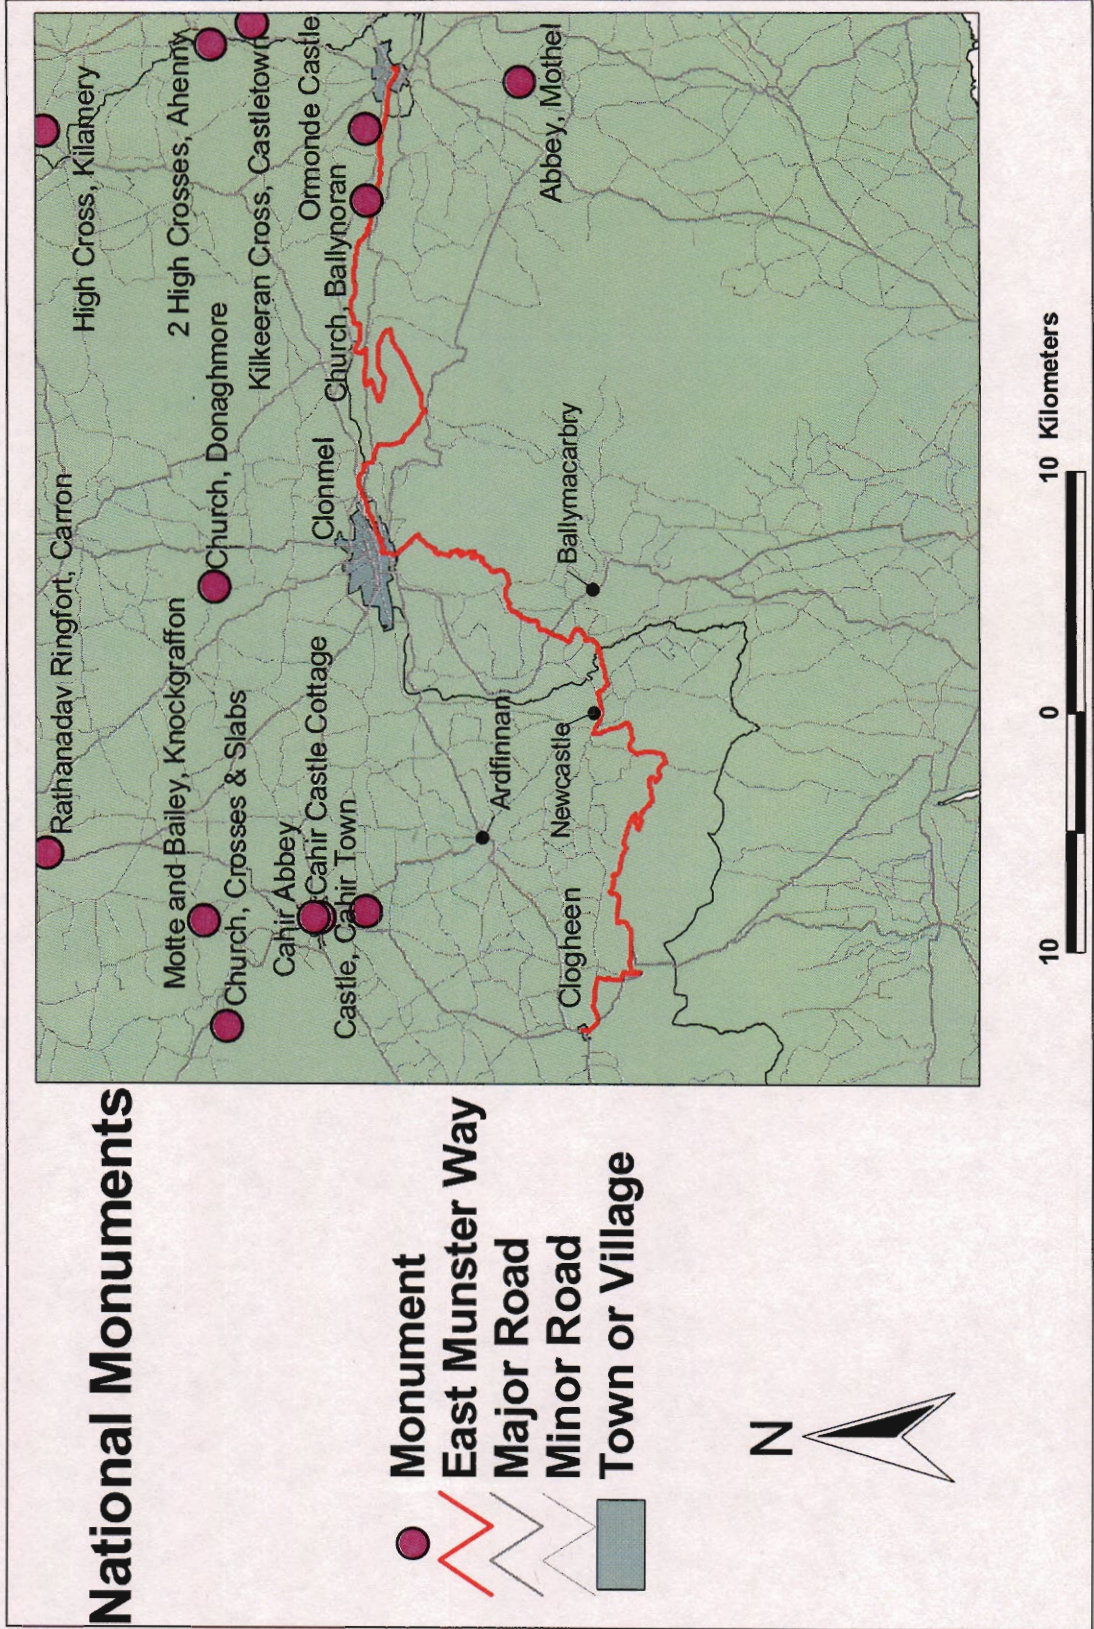 National Monuments
Monument
East Munster Way
Major Road
Minor Road
Town or Village
N
Rathanadav Ringfort, Carron
High Cross, Kilamery
Motte and Bailey, Knockgraffon
2 High Crosses, Ahenny
Church, Donaghmore
Church, Crosses & Slabs
Kilkeeran Cross, Castletown
Cahir Abbey
Ormonde Castle
Cahir Castle Cottage
Clonmel
Church, Ballynoran
Castle, Cahir Town
Ardfinnan
Abbey, Mothel
Newcastle
Ballymacarbry
Clogheen
10 0 10 Kilometers